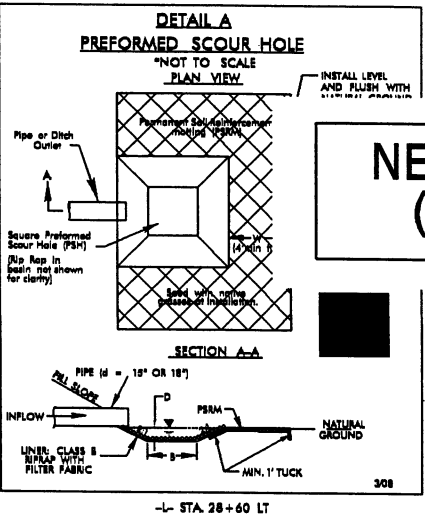 DETAIL A
PREFORMED SCOUR HOLE
*NOT TO SCALE
PLAN VIEW
INSTALL LEVEL
AND FLUSH WITH
NATURAL GROUND
Permanent Soil Reinforcement
matting (PSRM)
Pipe or Ditch
Outlet
A
NE
(
Square Preformed
Scour Hole (PSH)
(Rip Rap in
basin not shown
for clarity)
W
(4' min
Seed with native
grasses at installation.
SECTION A-A
PIPE (d = 15" OR 18")
FILL SLOPE
D
PSRM
INFLOW
NATURAL
GROUND
B
LINER: CLASS B
RIPRAP WITH
FILTER FABRIC
MIN. 1' TUCK
3/08
-L- STA. 28+60 LT